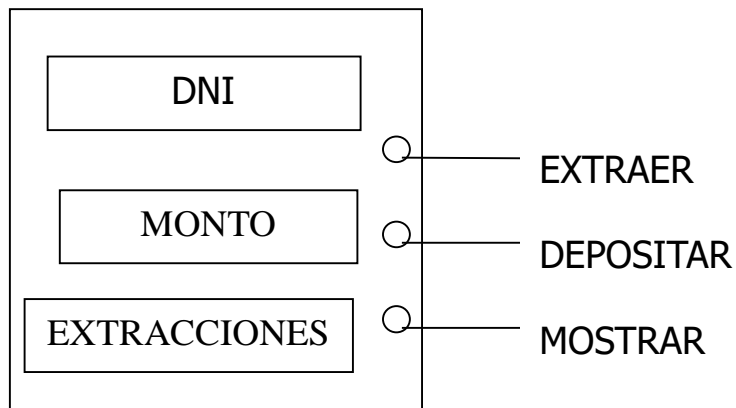 DNI
EXTRAER
MONTO
DEPOSITAR
EXTRACCIONES
MOSTRAR